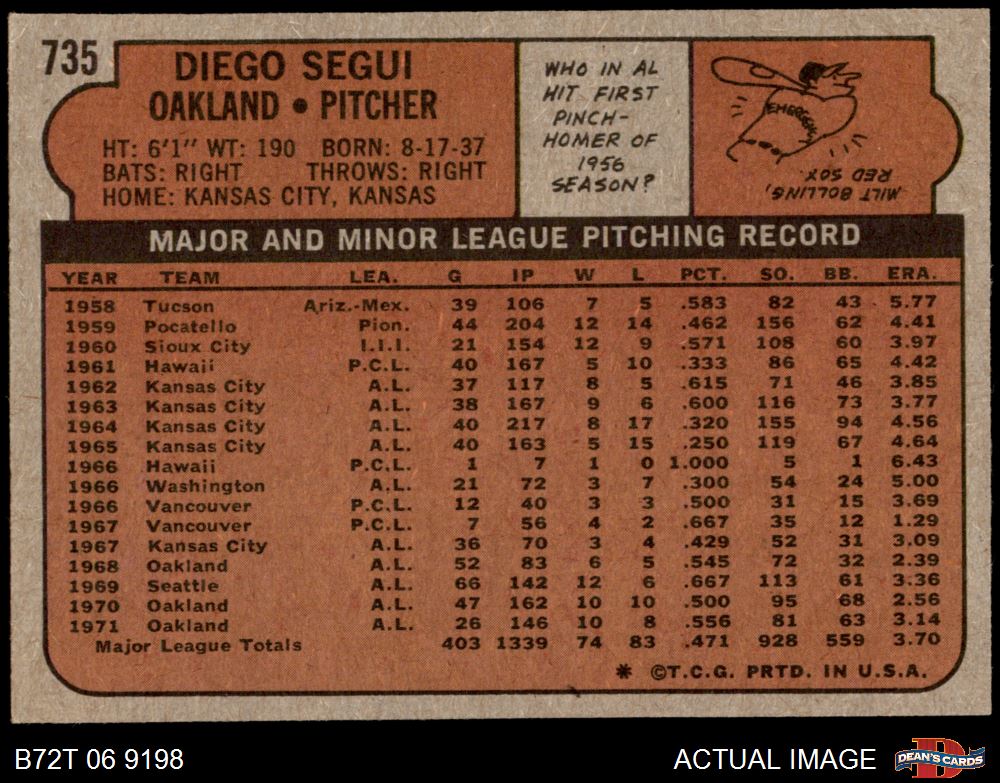 735
DIEGO SEGUI
OAKLAND • PITCHER
HT: 6'1" WT: 190 BORN: 8-17-37
BATS: RIGHT THROWS: RIGHT
HOME: KANSAS CITY, KANSAS
WHO IN AL
HIT FIRST
PINCH-
HOMER OF
1956
SEASON?
EMERGENCY
MILT BOLLING,
RED SOX.
MAJOR AND MINOR LEAGUE PITCHING RECORD
YEAR TEAM LEA. G IP W L PCT. SO. BB. ERA.
1958 Tucson Ariz.-Mex. 39 106 7 5 .583 82 43 5.77
1959 Pocatello Pion. 44 204 12 14 .462 156 62 4.41
1960 Sioux City I.I.I. 21 154 12 9 .571 108 60 3.97
1961 Hawaii P.C.L. 40 167 5 10 .333 86 65 4.42
1962 Kansas City A.L. 37 117 8 5 .615 71 46 3.85
1963 Kansas City A.L. 38 167 9 6 .600 116 73 3.77
1964 Kansas City A.L. 40 217 8 17 .320 155 94 4.56
1965 Kansas City A.L. 40 163 5 15 .250 119 67 4.64
1966 Hawaii P.C.L. 1 7 1 0 1.000 5 1 6.43
1966 Washington A.L. 21 72 3 7 .300 54 24 5.00
1966 Vancouver P.C.L. 12 40 3 3 .500 31 15 3.69
1967 Vancouver P.C.L. 7 56 4 2 .667 35 12 1.29
1967 Kansas City A.L. 36 70 3 4 .429 52 31 3.09
1968 Oakland A.L. 52 83 6 5 .545 72 32 2.39
1969 Seattle A.L. 66 142 12 6 .667 113 61 3.36
1970 Oakland A.L. 47 162 10 10 .500 95 68 2.56
1971 Oakland A.L. 26 146 10 8 .556 81 63 3.14
Major League Totals 403 1339 74 83 .471 928 559 3.70
* ©T.C.G. PRTD. IN U.S.A.
B72T 06 9198
ACTUAL IMAGE
D
DEAN'S CARDS